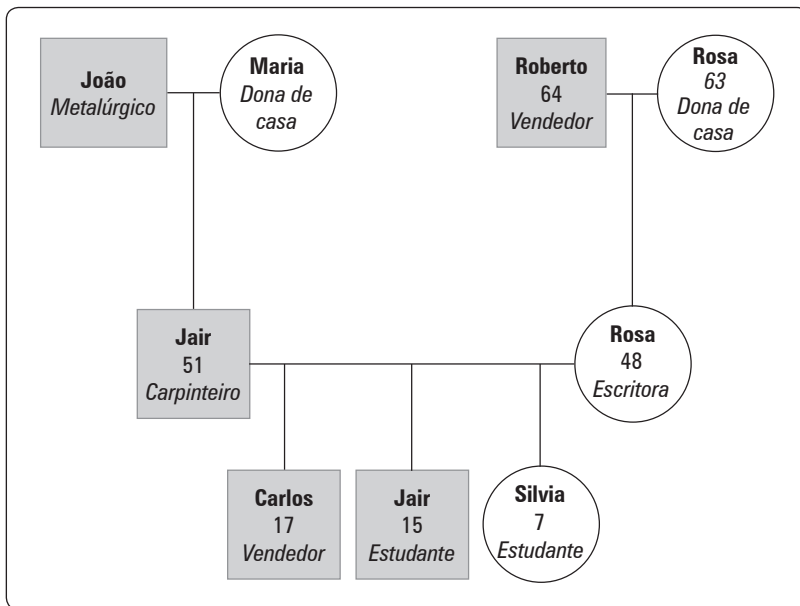 João
Metalúrgico
Maria
Dona de
casa
Roberto
64
Vendedor
Rosa
63
Dona de
casa
Jair
51
Carpinteiro
Rosa
48
Escritora
Carlos
17
Vendedor
Jair
15
Estudante
Silvia
7
Estudante